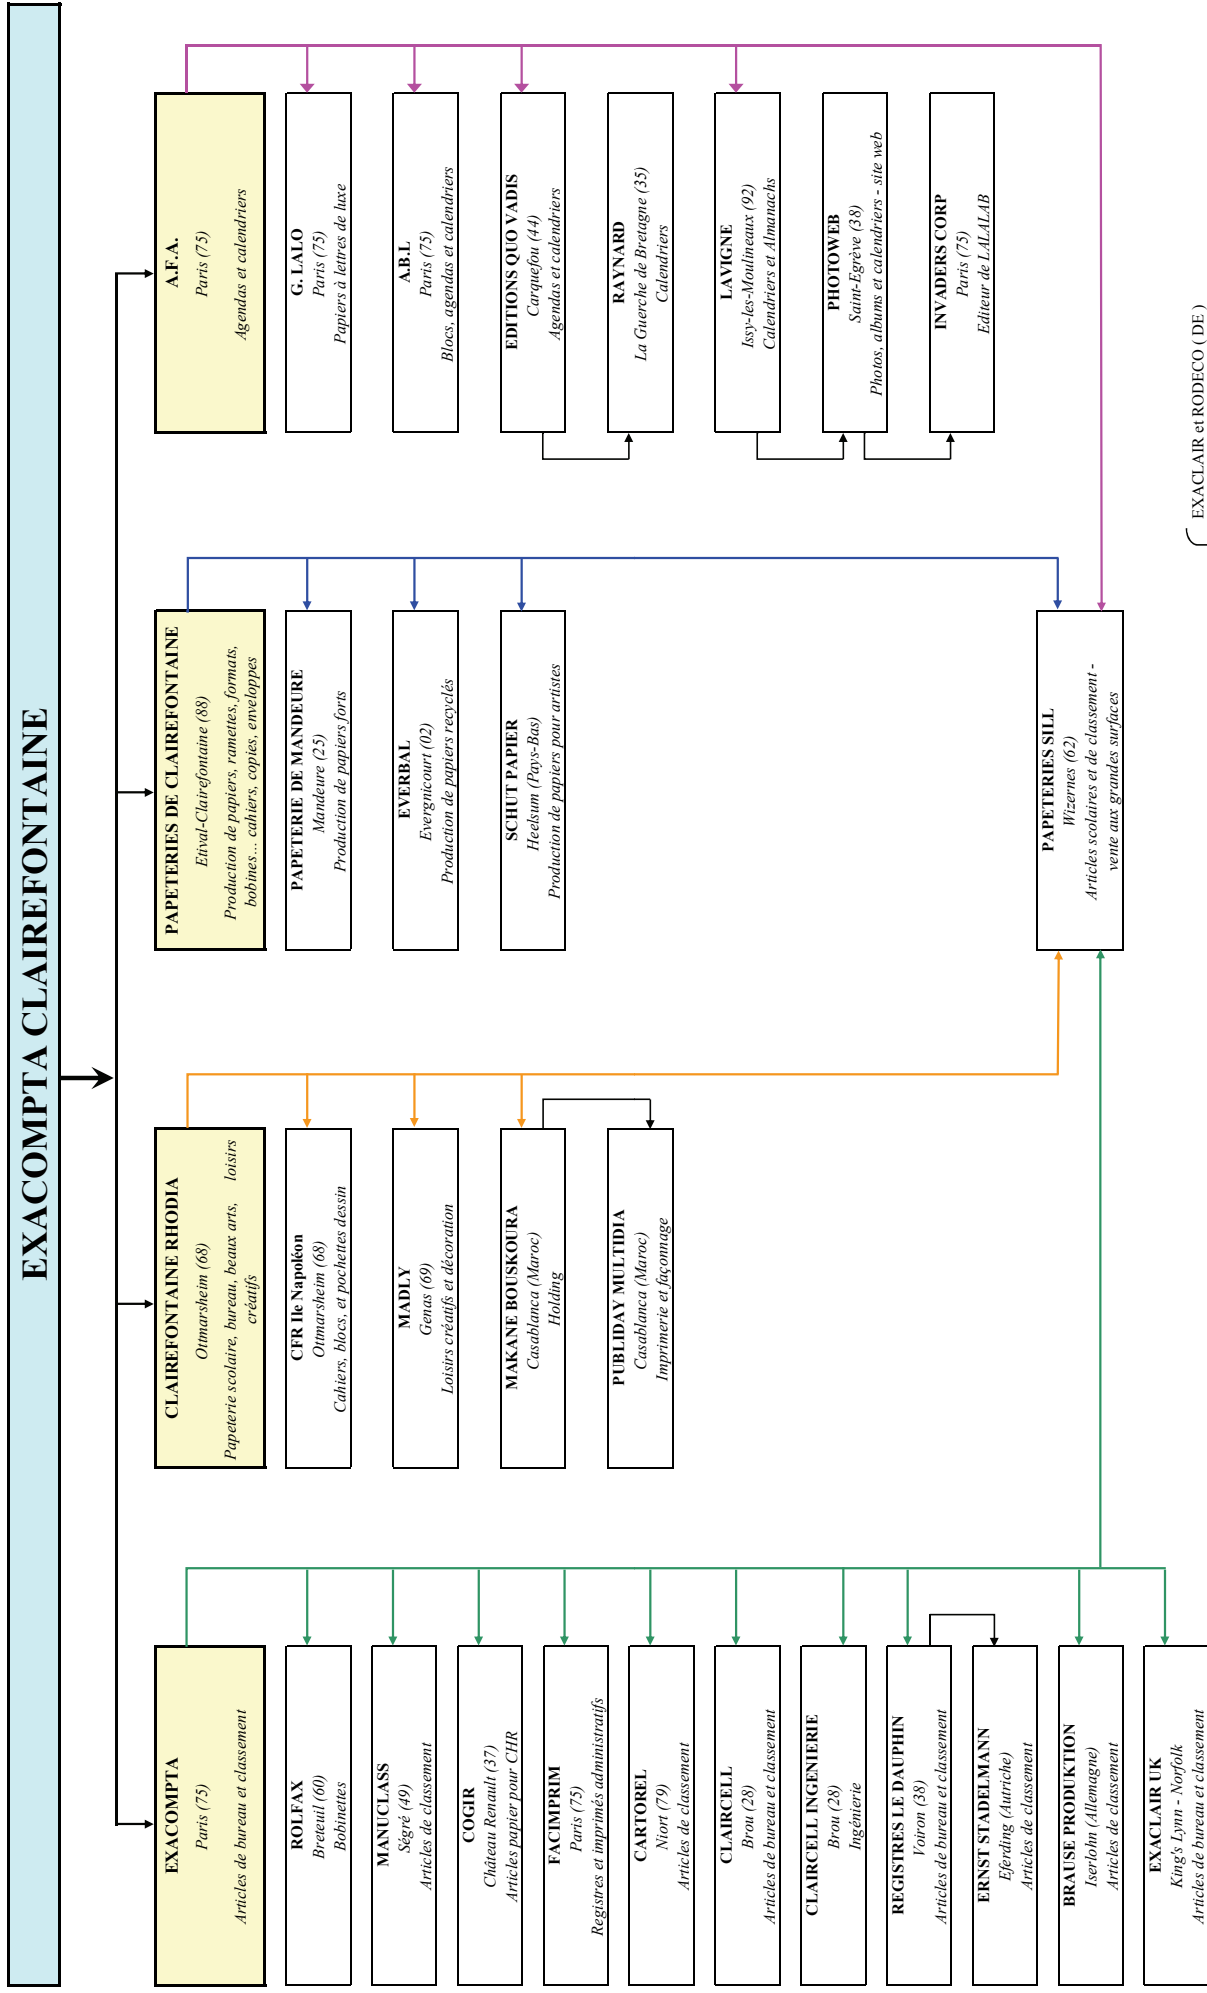 EXACOMPTA CLAIREFONTAINE
EXACOMPTA
Paris (75)
Articles de bureau et classement
ROLFAX
Breteuil (60)
Bobinettes
MANUCLASS
Ségré (49)
Articles de classement
COGIR
Château Renault (37)
Articles papier pour CHR
FACIMPRIM
Paris (75)
Registres et imprimés administratifs
CARTOREL
Niort (79)
Articles de classement
CLAIRCELL
Brou (28)
Articles de bureau et classement
CLAIRCELL INGENIERIE
Brou (28)
Ingénierie
REGISTRES LE DAUPHIN
Voiron (38)
Articles de bureau et classement
ERNST STADELMANN
Eferding (Autriche)
Articles de classement
BRAUSE PRODUKTION
Iserlohn (Allemagne)
Articles de classement
EXACLAIR UK
King's Lynn - Norfolk
Articles de bureau et classement
CLAIREFONTAINE RHODIA
Ottmarsheim (68)
Papeterie scolaire, bureau, beaux arts, loisirs
créatifs
CFR Ile Napoléon
Ottmarsheim (68)
Cahiers, blocs, et pochettes dessin
MADLY
Genas (69)
Loisirs créatifs et décoration
MAKANE BOUSKOURA
Casablanca (Maroc)
Holding
PUBLIDAY MULTIDIA
Casablanca (Maroc)
Imprimerie et façonnage
PAPETERIES DE CLAIREFONTAINE
Etival-Clairefontaine (88)
Production de papiers, ramettes, formats,
bobines... cahiers, copies, enveloppes
PAPETERIE DE MANDEURE
Mandeure (25)
Production de papiers forts
EVERBAL
Evergnicourt (02)
Production de papiers recyclés
SCHUT PAPIER
Heelsum (Pays-Bas)
Production de papiers pour artistes
PAPETERIES SILL
Wizernes (62)
Articles scolaires et de classement -
vente aux grandes surfaces
A.F.A.
Paris (75)
Agendas et calendriers
G. LALO
Paris (75)
Papiers à lettres de luxe
A.B.L
Paris (75)
Blocs, agendas et calendriers
EDITIONS QUO VADIS
Carquefou (44)
Agendas et calendriers
RAYNARD
La Guerche de Bretagne (35)
Calendriers
LAVIGNE
Issy-les-Moulineaux (92)
Calendriers et Almanachs
PHOTOWEB
Saint-Egrève (38)
Photos, albums et calendriers - site web
INVADERS CORP
Paris (75)
Editeur de LALALAB
EXACLAIR et RODECO ( DE )